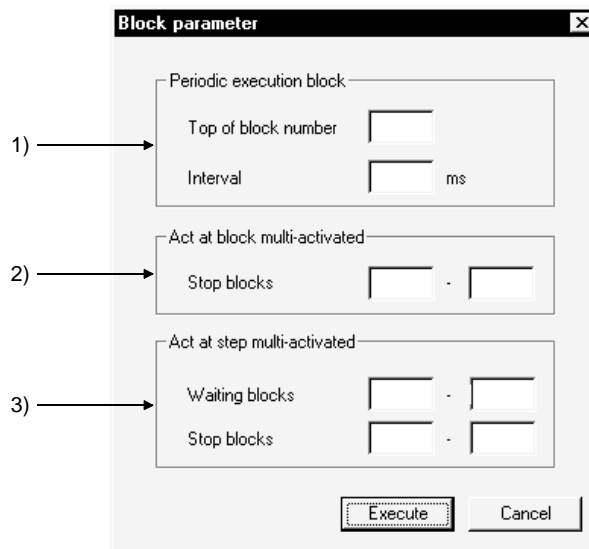 Block parameter
Periodic execution block
1)
Top of block number
Interval ms
Act at block multi-activated
2)
Stop blocks -
Act at step multi-activated
Waiting blocks -
3)
Stop blocks -
Execute Cancel